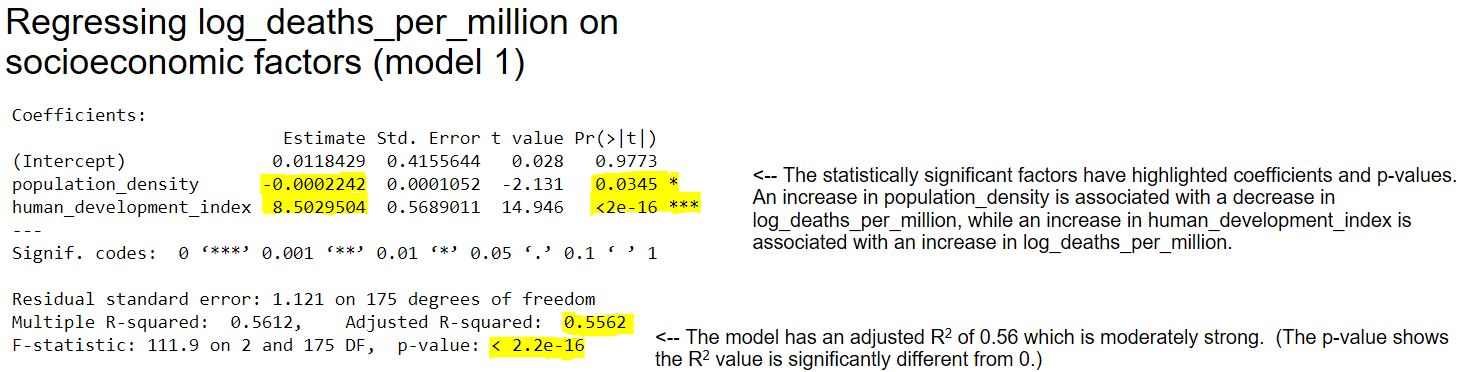 Regressing log_deaths_per_million on
socioeconomic factors (model 1)
Coefficients:
Estimate Std. Error t value Pr(>|t|)
(Intercept) 0.0118429 0.4155644 0.028 0.9773
population_density -0.0002242 0.0001052 -2.131 0.0345 *
human_development_index 8.5029504 0.5689011 14.946 <2e-16 ***
---
Signif. codes: 0 ‘***’ 0.001 ‘**’ 0.01 ‘*’ 0.05 ‘.’ 0.1 ‘ ’ 1
<-- The statistically significant factors have highlighted coefficients and p-values.
An increase in population_density is associated with a decrease in
log_deaths_per_million, while an increase in human_development_index is
associated with an increase in log_deaths_per_million.
Residual standard error: 1.121 on 175 degrees of freedom
Multiple R-squared: 0.5612, Adjusted R-squared: 0.5562
F-statistic: 111.9 on 2 and 175 DF, p-value: < 2.2e-16
<-- The model has an adjusted R² of 0.56 which is moderately strong. (The p-value shows
the R² value is significantly different from 0.)